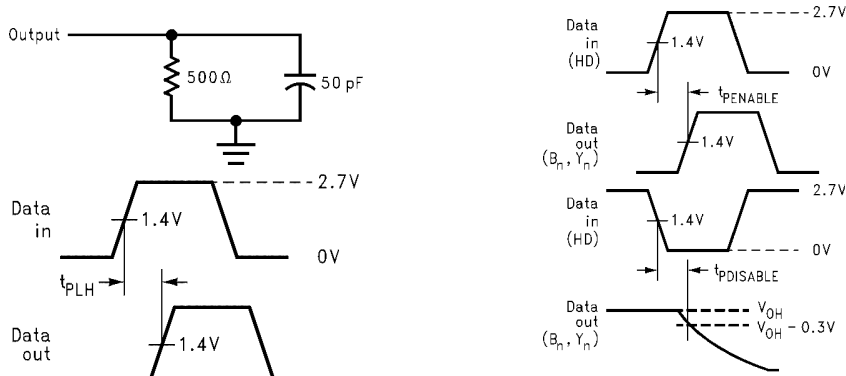 Output
500Ω
50 pF
Data
in
1.4V
2.7V
0V
tPLH
Data
out
1.4V
Data
in
(HD)
1.4V
2.7V
0V
tPENABLE
Data
out
(Bn, Yn)
1.4V
Data
in
(HD)
1.4V
2.7V
0V
tPDISABLE
Data
out
(Bn, Yn)
VOH
VOH - 0.3V